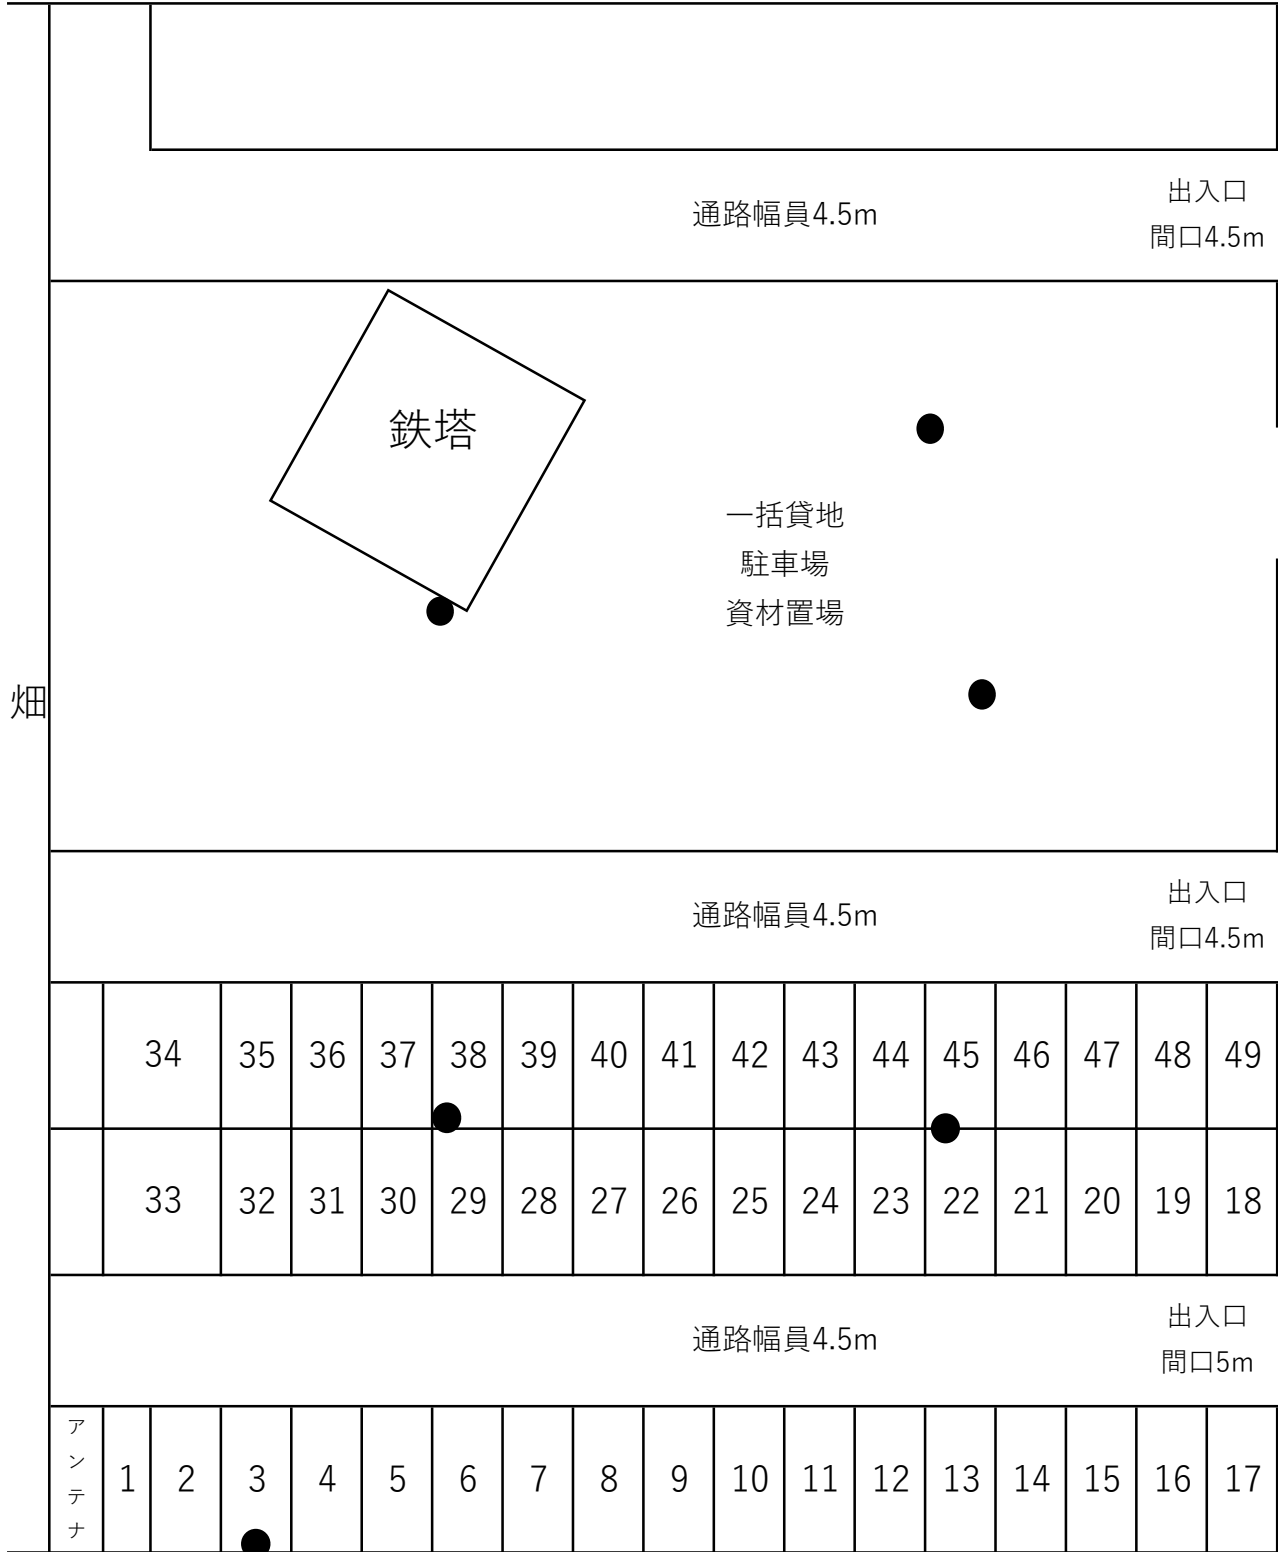 出入口
通路幅員4.5m
間口4.5m
鉄塔
一括貸地
駐車場
資材置場
畑
出入口
通路幅員4.5m
間口4.5m
34 35 36 37 38 39 40 41 42 43 44 45 46 47 48 49
33 32 31 30 29 28 27 26 25 24 23 22 21 20 19 18
出入口
通路幅員4.5m
間口5m
アンテナ
1 2 3 4 5 6 7 8 9 10 11 12 13 14 15 16 17